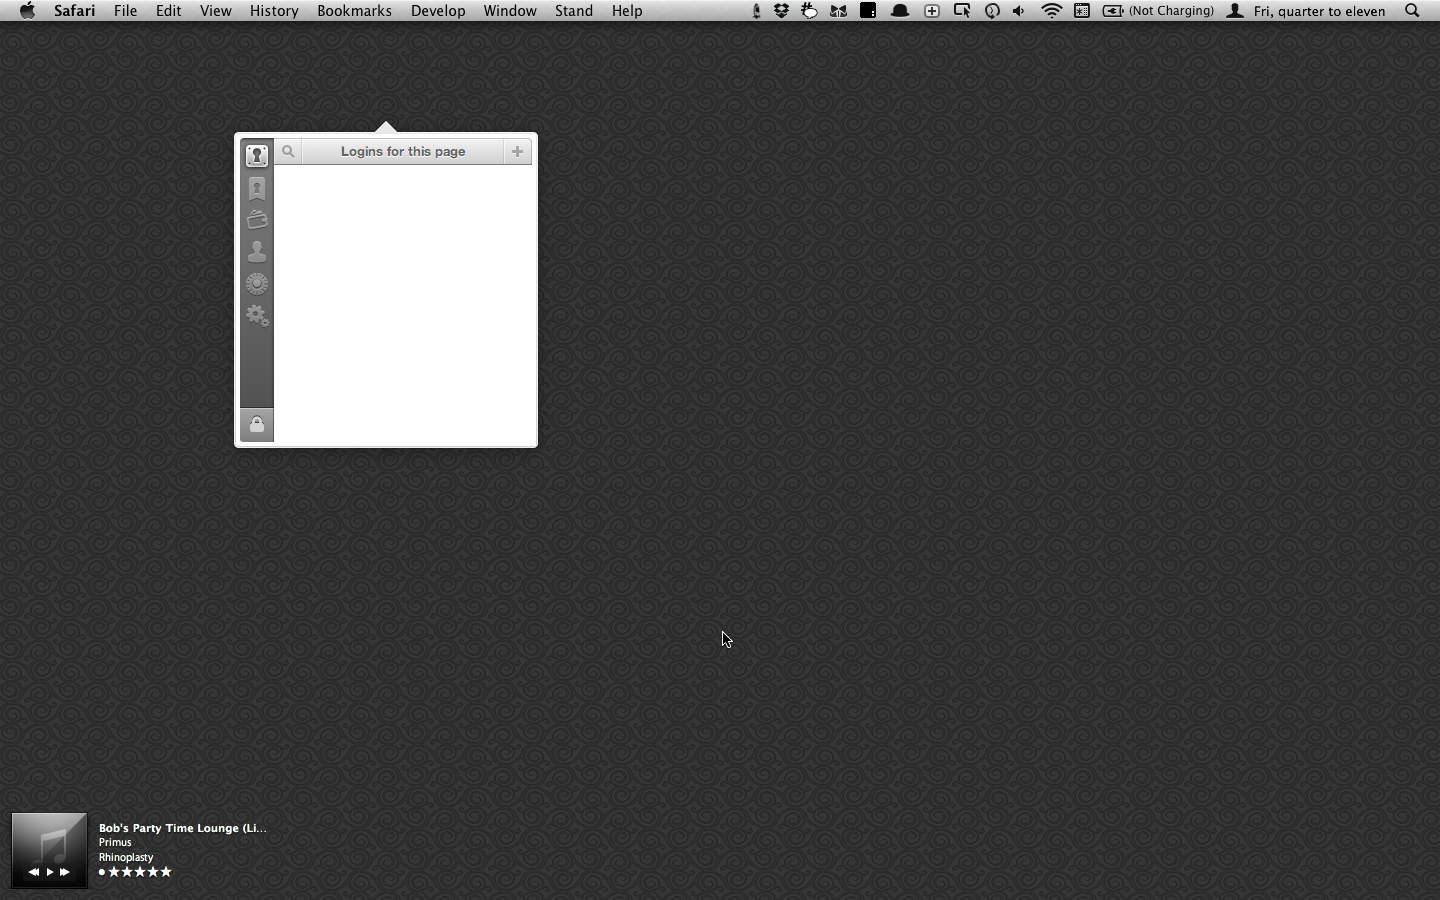 Safari File Edit View History Bookmarks Develop Window Stand Help (Not Charging) Fri, quarter to eleven
Logins for this page
Bob's Party Time Lounge (Li...
Primus
Rhinoplasty